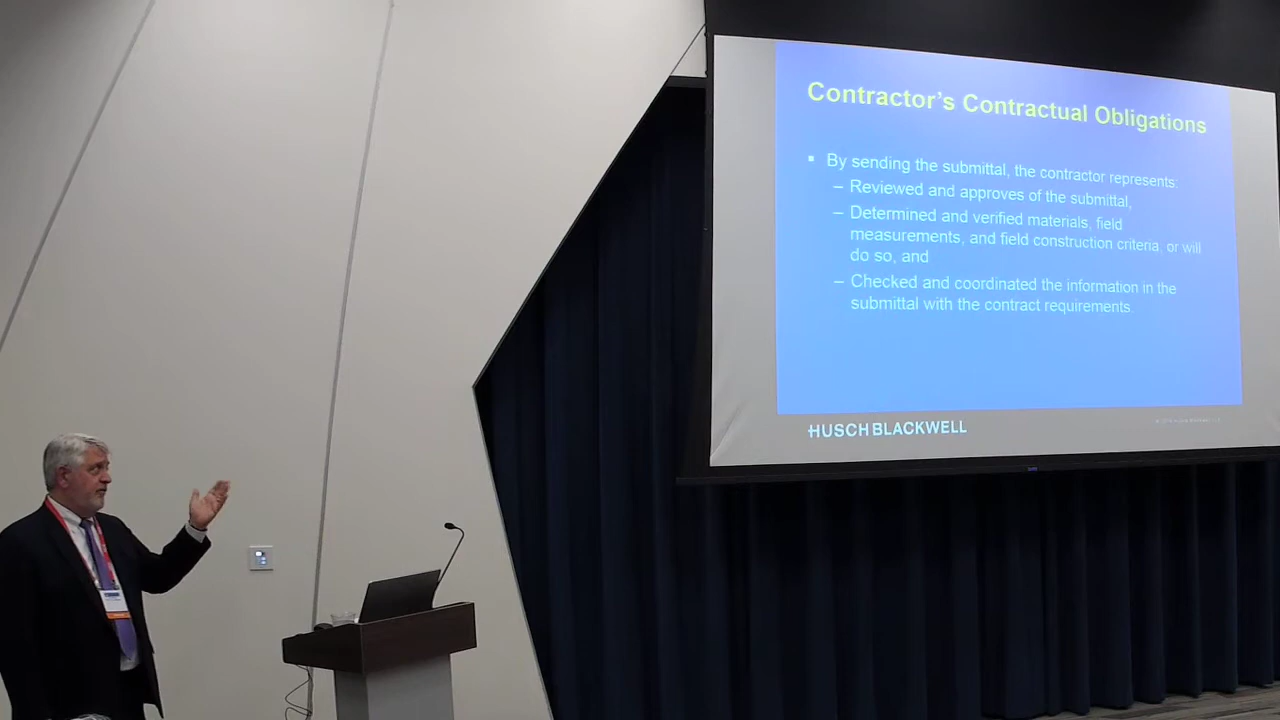 Contractor's Contractual Obligations
▪ By sending the submittal, the contractor represents:
– Reviewed and approves of the submittal,
– Determined and verified materials, field
measurements, and field construction criteria, or will
do so, and
– Checked and coordinated the information in the
submittal with the contract requirements.
HUSCH BLACKWELL